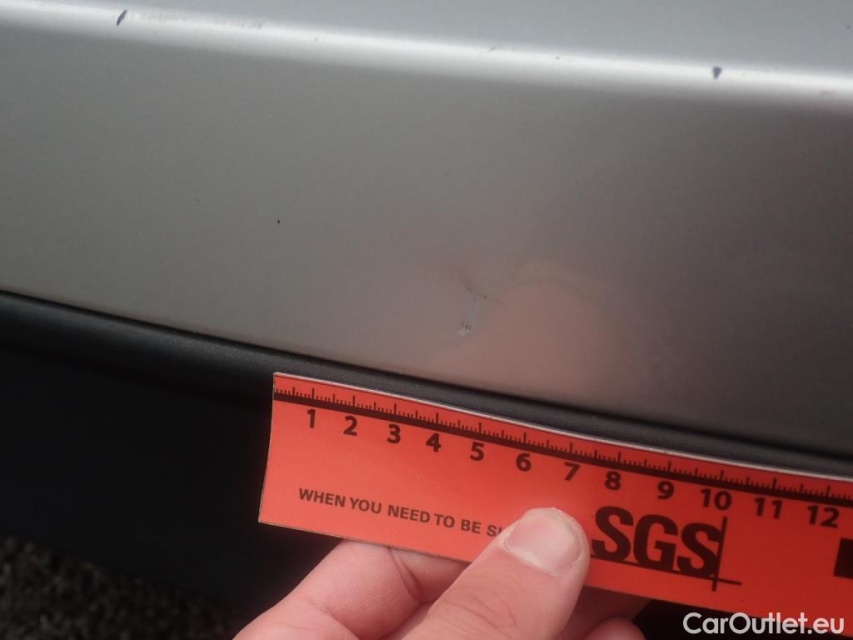 1 2 3 4 5 6 7 8 9 10 11 12
WHEN YOU NEED TO BE
SGS
CarOutlet.eu